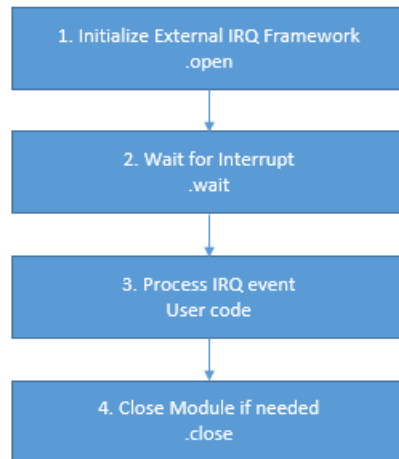 1. Initialize External IRQ Framework
.open
2. Wait for Interrupt
.wait
3. Process IRQ event
User code
4. Close Module if needed
.close